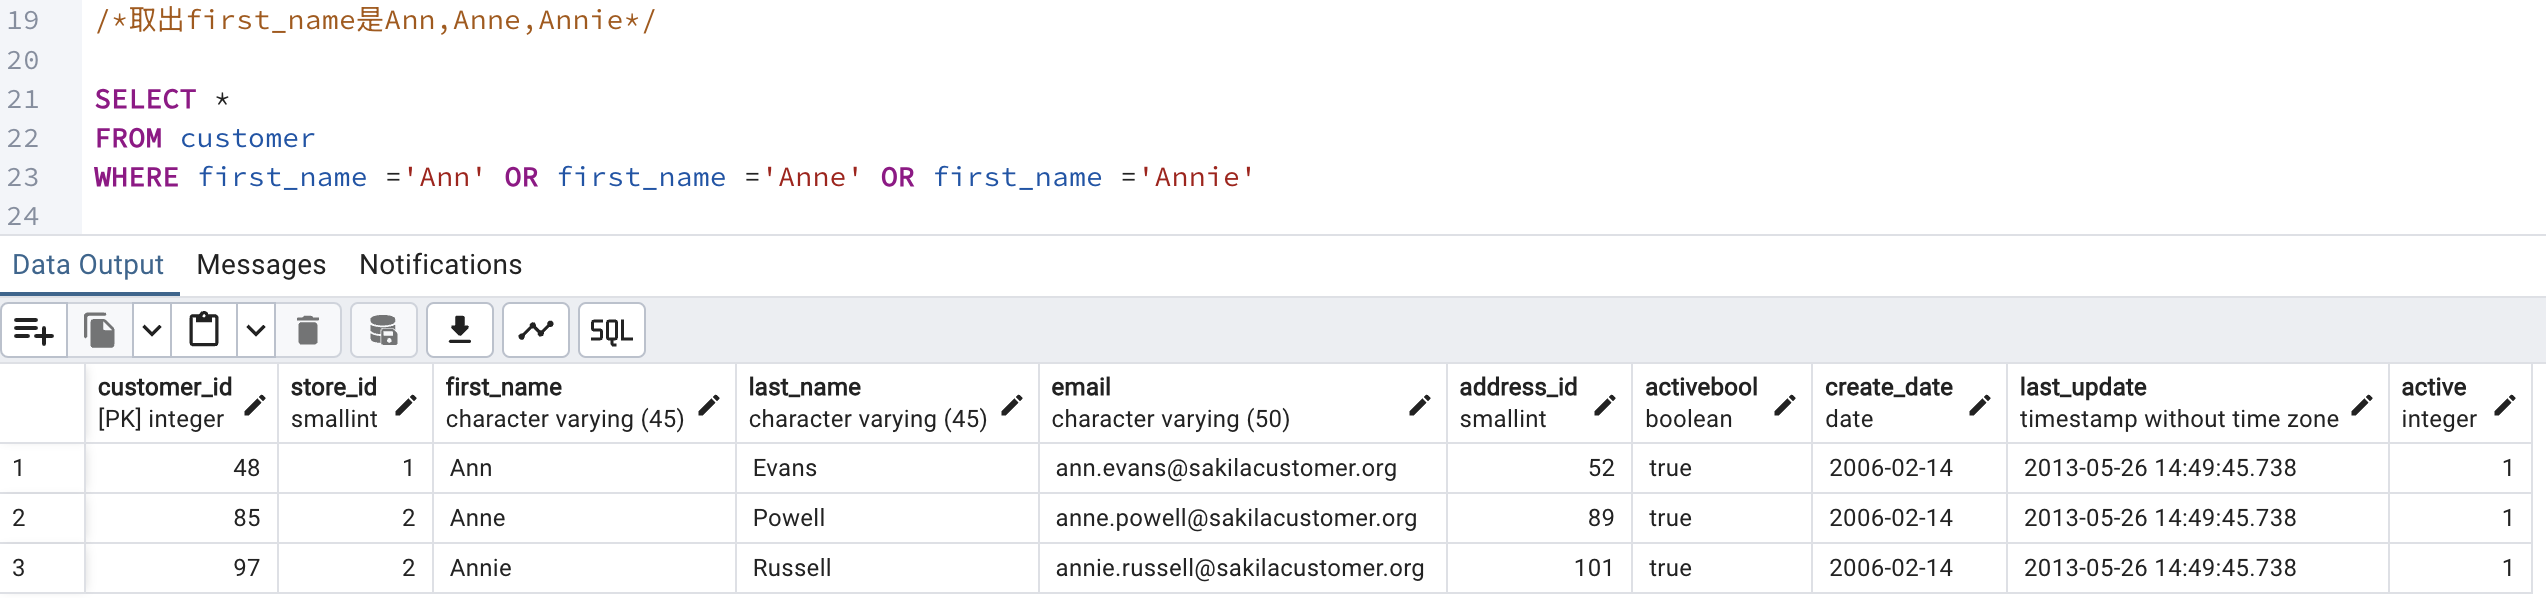 19 /*取出first_name是Ann,Anne,Annie*/
20
21 SELECT *
22 FROM customer
23 WHERE first_name ='Ann' OR first_name ='Anne' OR first_name ='Annie'
24
Data Output Messages Notifications
SQL
customer_id store_id first_name last_name email address_id activebool create_date last_update active
[PK] integer smallint character varying (45) character varying (45) character varying (50) smallint boolean date timestamp without time zone integer
1 48 1 Ann Evans ann.evans@sakilacustomer.org 52 true 2006-02-14 2013-05-26 14:49:45.738 1
2 85 2 Anne Powell anne.powell@sakilacustomer.org 89 true 2006-02-14 2013-05-26 14:49:45.738 1
3 97 2 Annie Russell annie.russell@sakilacustomer.org 101 true 2006-02-14 2013-05-26 14:49:45.738 1